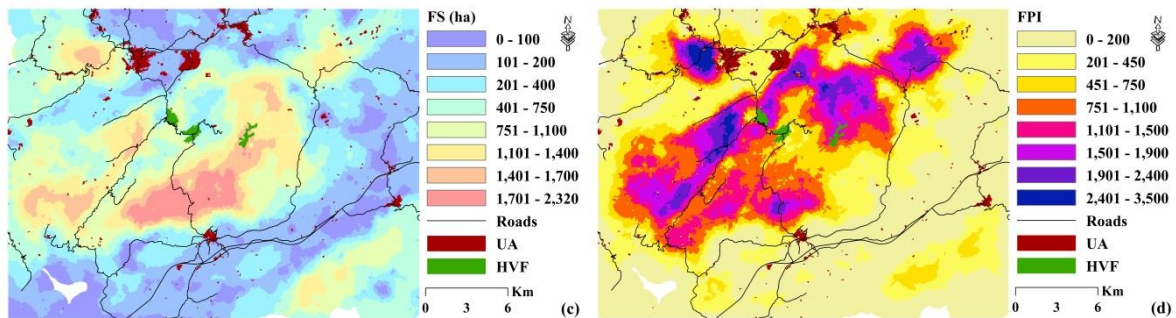 FS (ha)
N
0 - 100
101 - 200
201 - 400
401 - 750
751 - 1,100
1,101 - 1,400
1,401 - 1,700
1,701 - 2,320
Roads
UA
HVF
Km
0 3 6
(c)
FPI
N
0 - 200
201 - 450
451 - 750
751 - 1,100
1,101 - 1,500
1,501 - 1,900
1,901 - 2,400
2,401 - 3,500
Roads
UA
HVF
Km
0 3 6
(d)